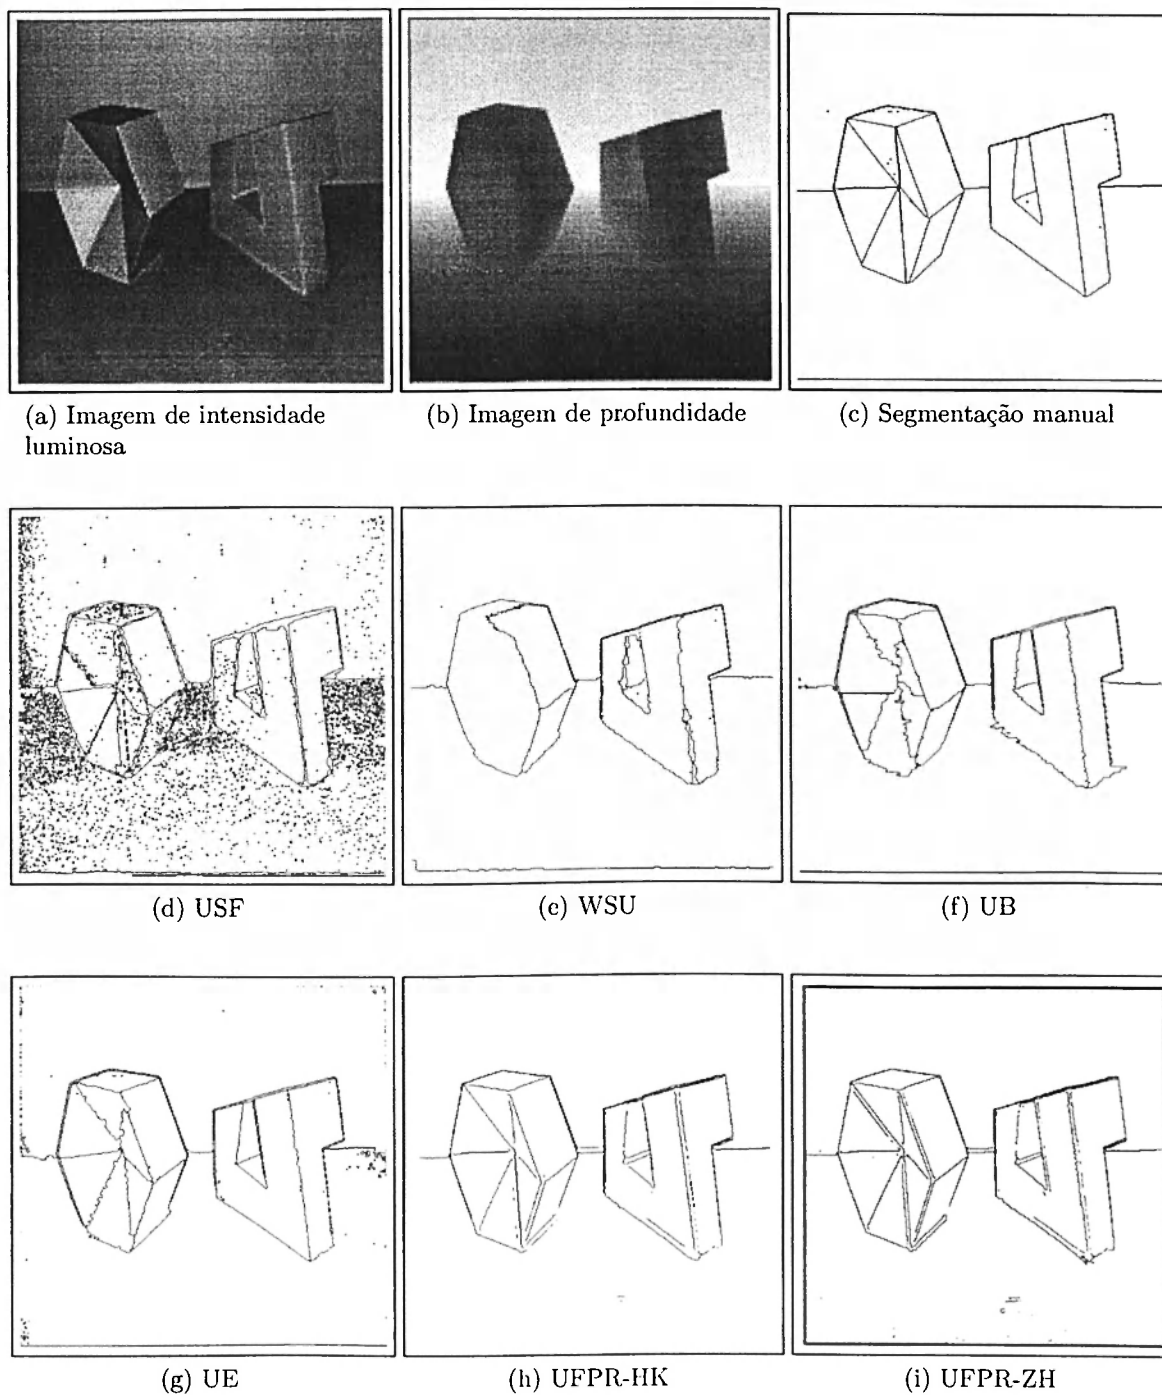 (a) Imagem de intensidade
luminosa
(b) Imagem de profundidade
(c) Segmentação manual
(d) USF
(e) WSU
(f) UB
(g) UE
(h) UFPR-HK
(i) UFPR-ZH